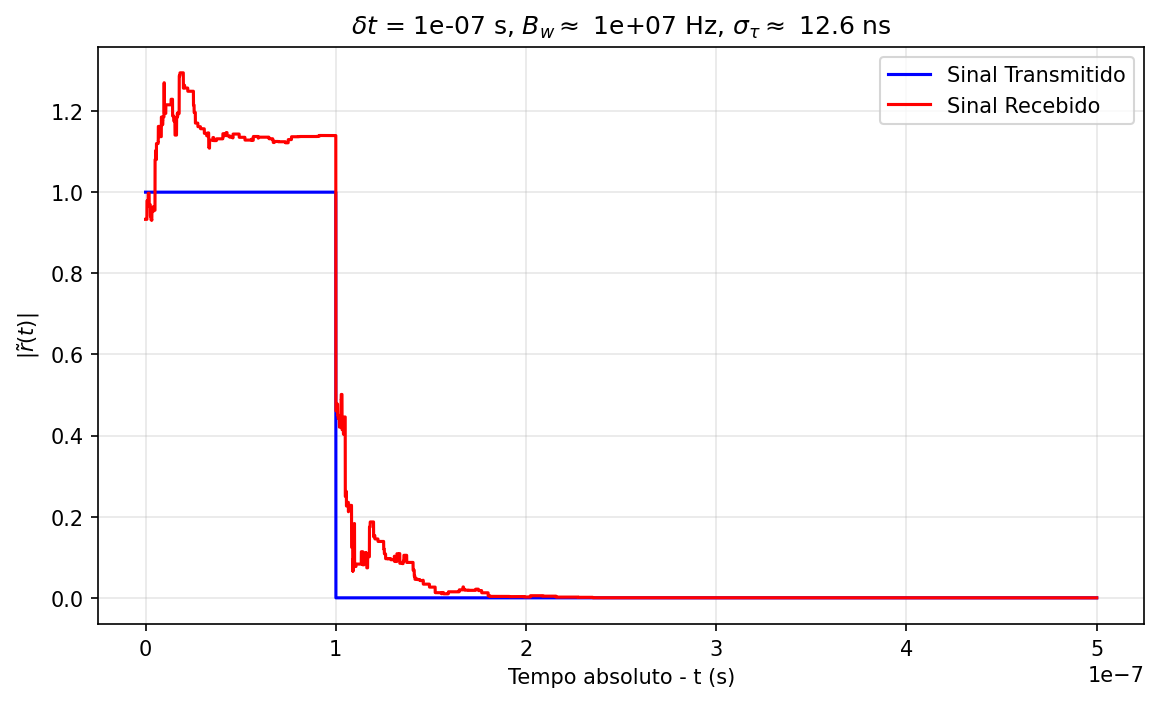 δt = 1e-07 s, B_w ≈ 1e+07 Hz, σ_τ ≈ 12.6 ns
Sinal Transmitido
Sinal Recebido
|r̃(t)|
1.2
1.0
0.8
0.6
0.4
0.2
0.0
0 1 2 3 4 5
1e−7
Tempo absoluto - t (s)